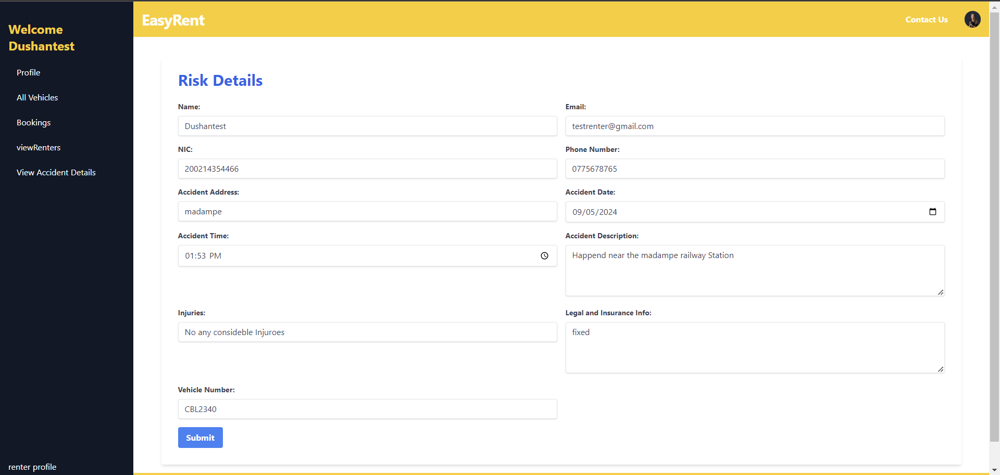 Welcome
Dushantest
Profile
All Vehicles
Bookings
viewRenters
View Accident Details
renter profile
EasyRent
Contact Us
Risk Details
Name:
Dushantest
Email:
testrenter@gmail.com
NIC:
200214354466
Phone Number:
0775678765
Accident Address:
madampe
Accident Date:
09/05/2024
Accident Time:
01:53 PM
Accident Description:
Happend near the madampe railway Station
Injuries:
No any consideble Injuroes
Legal and Insurance Info:
fixed
Vehicle Number:
CBL2340
Submit